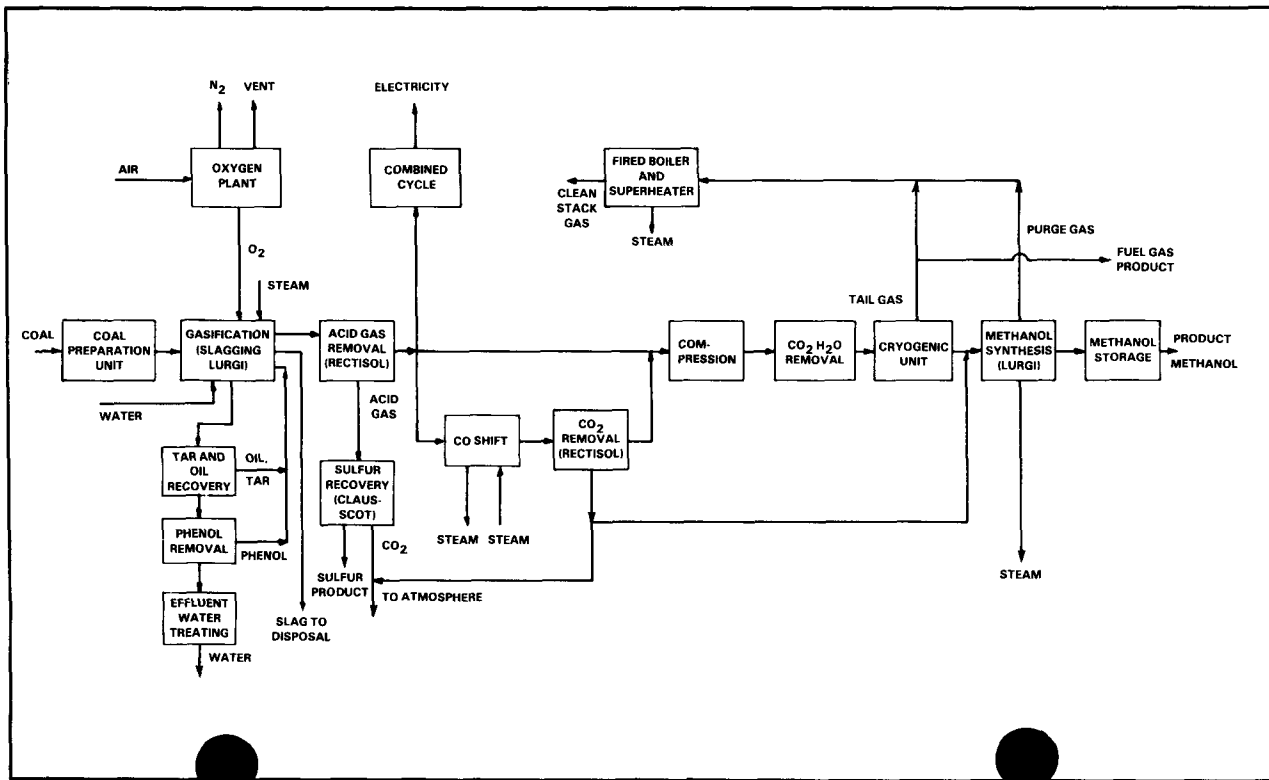 N2
VENT
ELECTRICITY
AIR
OXYGEN
PLANT
COMBINED
CYCLE
FIRED BOILER
AND
SUPERHEATER
CLEAN
STACK
GAS
STEAM
PURGE GAS
FUEL GAS
PRODUCT
O2
STEAM
TAIL GAS
COAL
COAL
PREPARATION
UNIT
GASIFICATION
(SLAGGING
LURGI)
ACID GAS
REMOVAL
(RECTISOL)
COM-
PRESSION
CO2 H2O
REMOVAL
CRYOGENIC
UNIT
METHANOL
SYNTHESIS
(LURGI)
METHANOL
STORAGE
PRODUCT
METHANOL
WATER
ACID
GAS
TAR AND
OIL
RECOVERY
OIL,
TAR
SULFUR
RECOVERY
(CLAUS-
SCOT)
CO SHIFT
CO2
REMOVAL
(RECTISOL)
PHENOL
REMOVAL
PHENOL
CO2
STEAM
STEAM
SULFUR
PRODUCT
TO ATMOSPHERE
STEAM
EFFLUENT
WATER
TREATING
SLAG TO
DISPOSAL
WATER